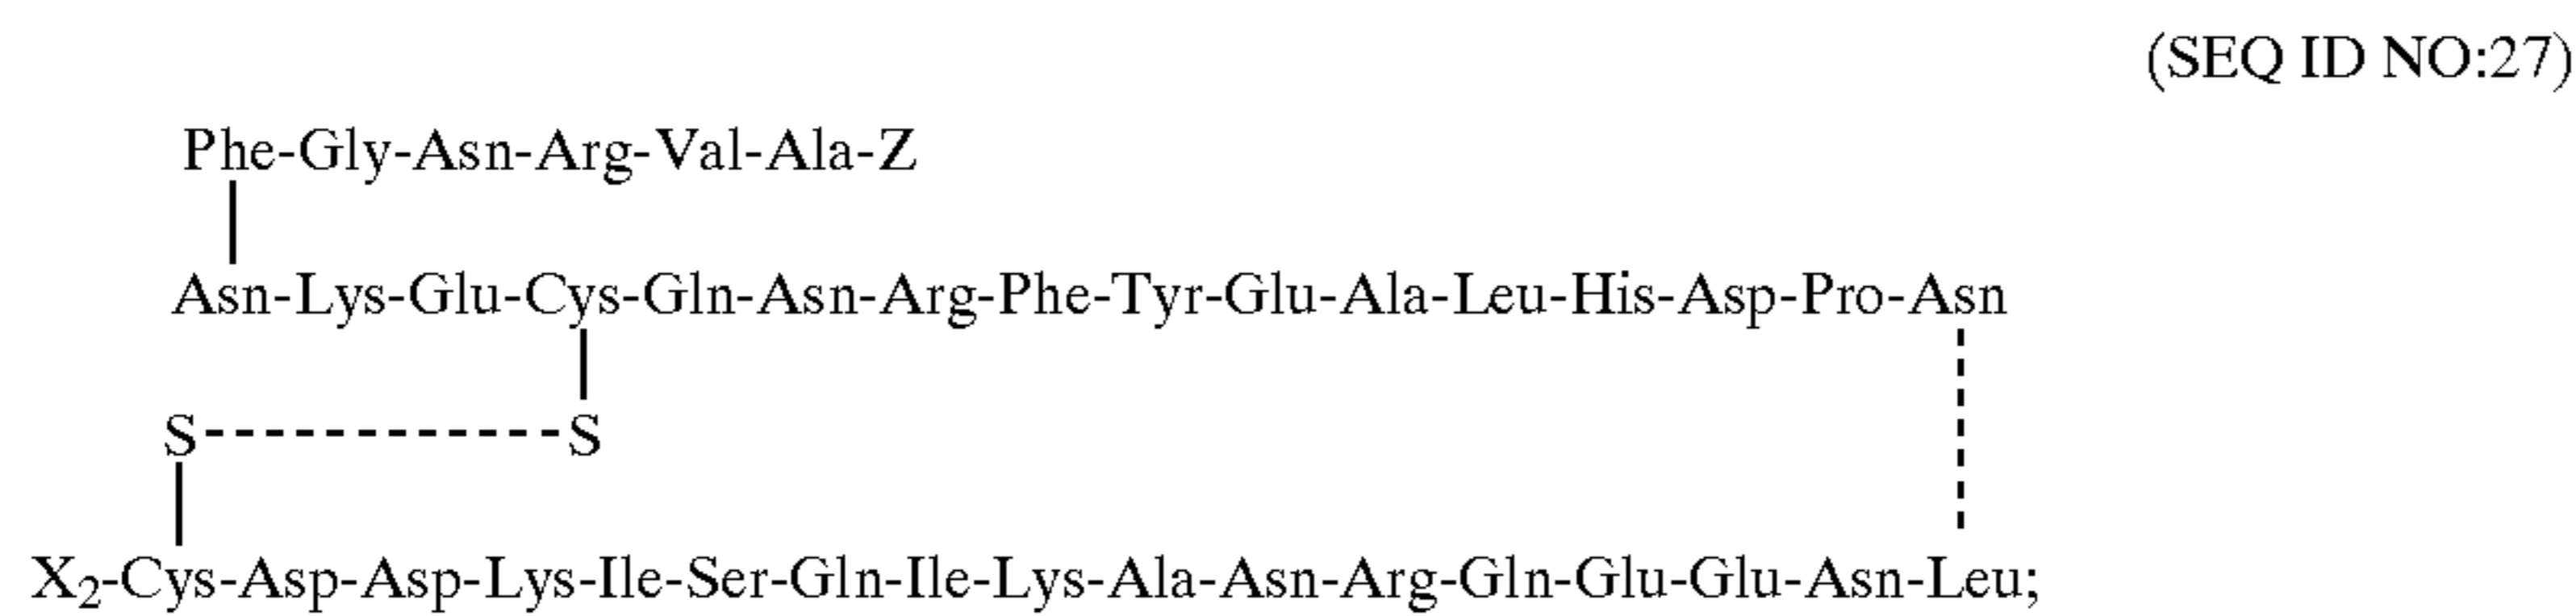 (SEQ ID NO:27)
Phe-Gly-Asn-Arg-Val-Ala-Z
Asn-Lys-Glu-Cys-Gln-Asn-Arg-Phe-Tyr-Glu-Ala-Leu-His-Asp-Pro-Asn
S------------S
X₂-Cys-Asp-Asp-Lys-Ile-Ser-Gln-Ile-Lys-Ala-Asn-Arg-Gln-Glu-Glu-Asn-Leu;